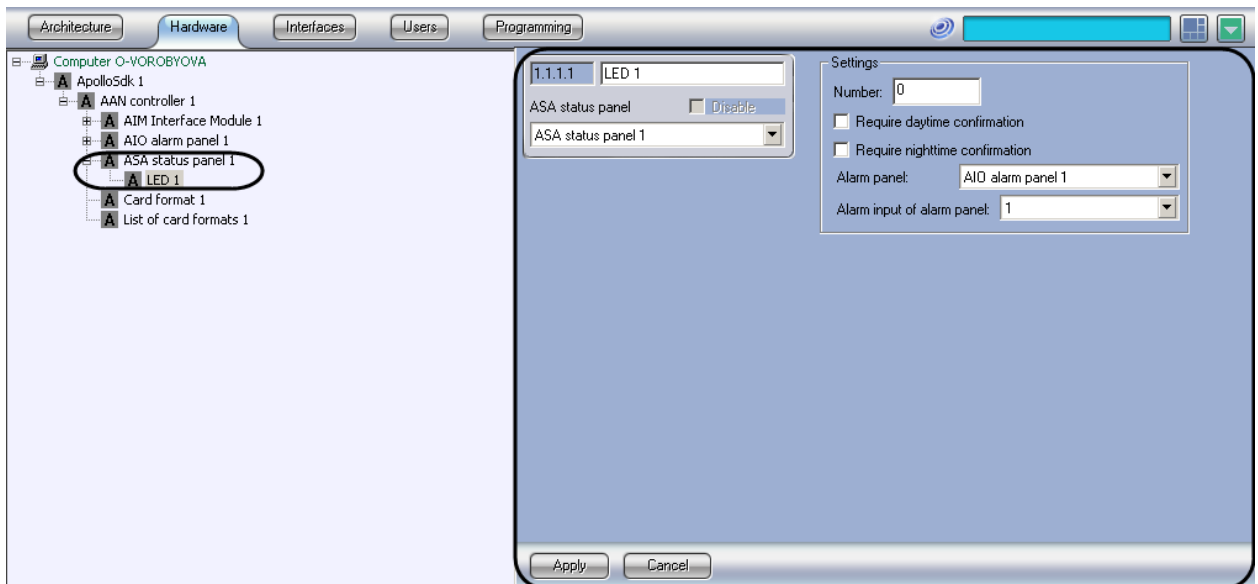 Architecture Hardware Interfaces Users Programming
Computer O-VOROBYOVA
ApolloSdk 1
AAN controller 1
AIM Interface Module 1
AIO alarm panel 1
ASA status panel 1
LED 1
Card format 1
List of card formats 1
1.1.1.1 LED 1
ASA status panel Disable
ASA status panel 1
Settings
Number: 0
Require daytime confirmation
Require nighttime confirmation
Alarm panel: AIO alarm panel 1
Alarm input of alarm panel: 1
Apply Cancel